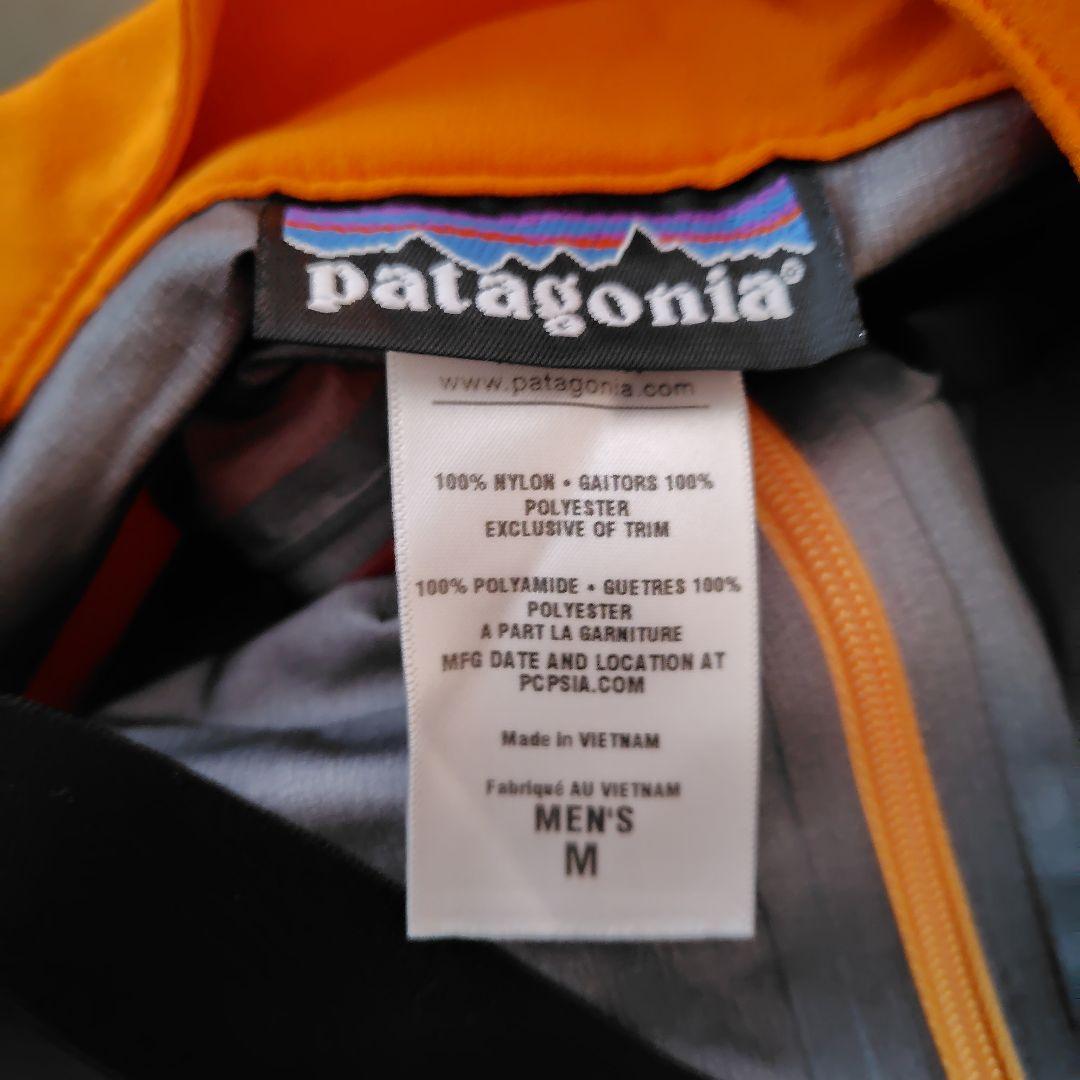 patagonia®
www.patagonia.com
100% NYLON • GAITORS 100%
POLYESTER
EXCLUSIVE OF TRIM
100% POLYAMIDE • GUETRES 100%
POLYESTER
A PART LA GARNITURE
MFG DATE AND LOCATION AT
PCPSIA.COM
Made in VIETNAM
Fabriqué AU VIETNAM
MEN'S
M